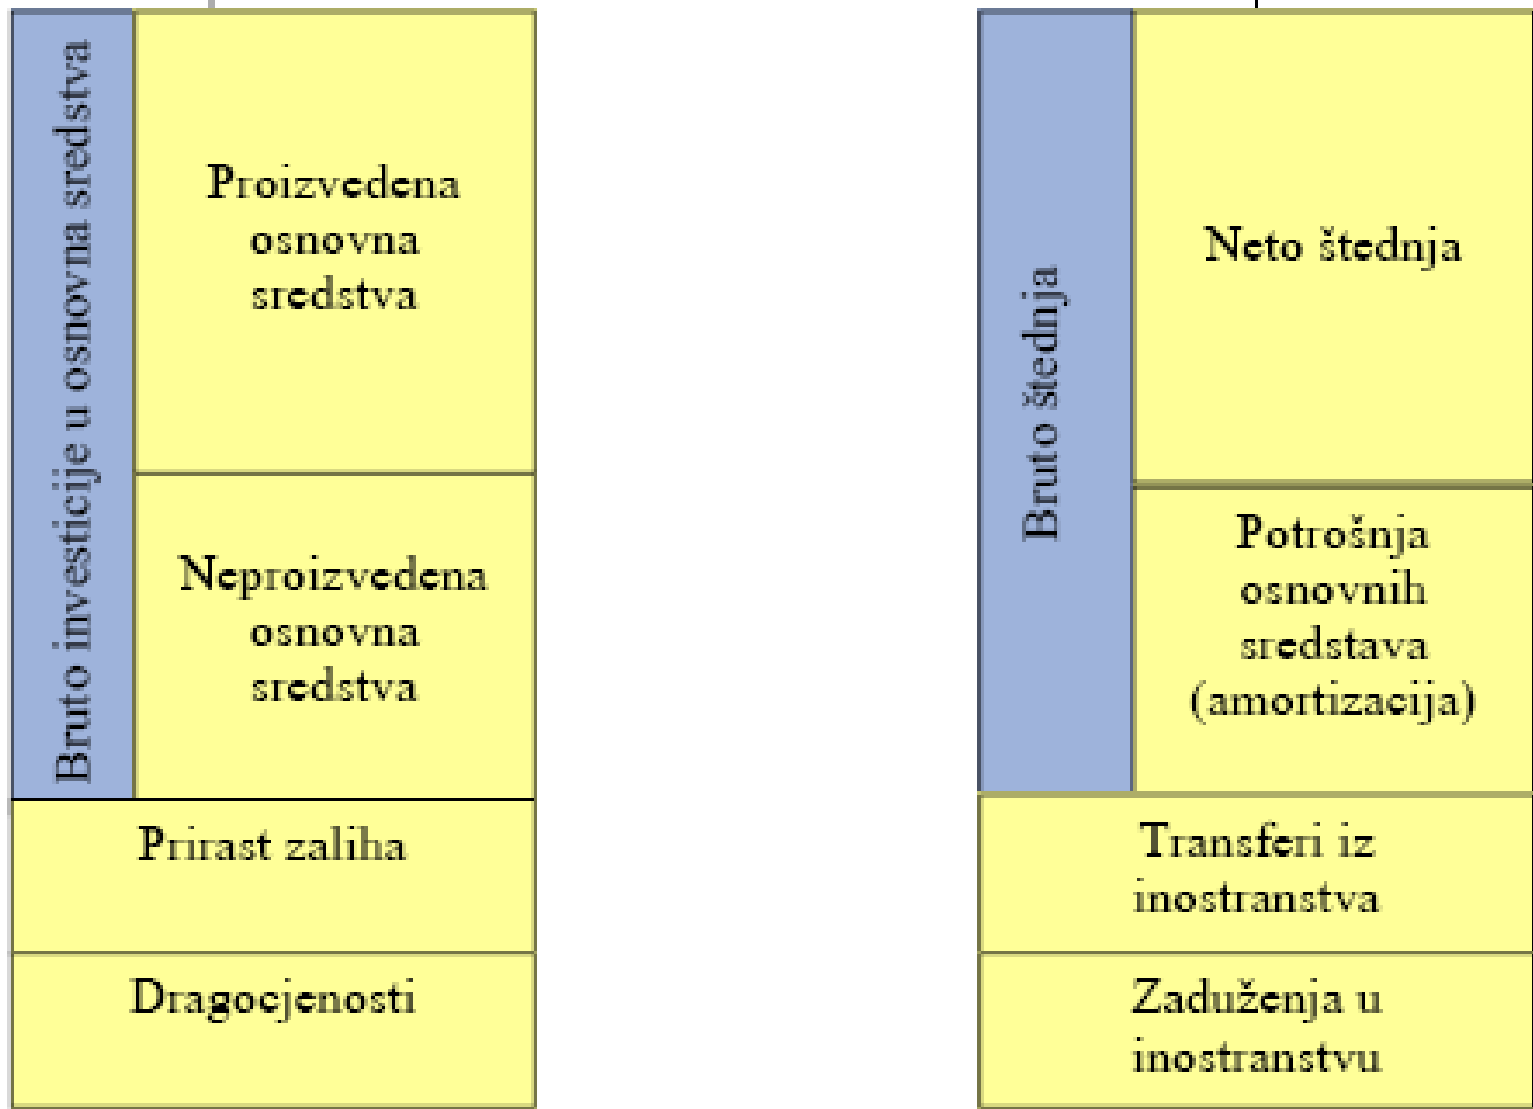 Bruto investicije u osnovna sredstva
Proizvedena
osnovna
sredstva
Neproizvedena
osnovna
sredstva
Prirast zaliha
Dragocjenosti
Bruto štednja
Neto štednja
Potrošnja
osnovnih
sredstava
(amortizacija)
Transferi iz
inostranstva
Zaduženja u
inostranstvu